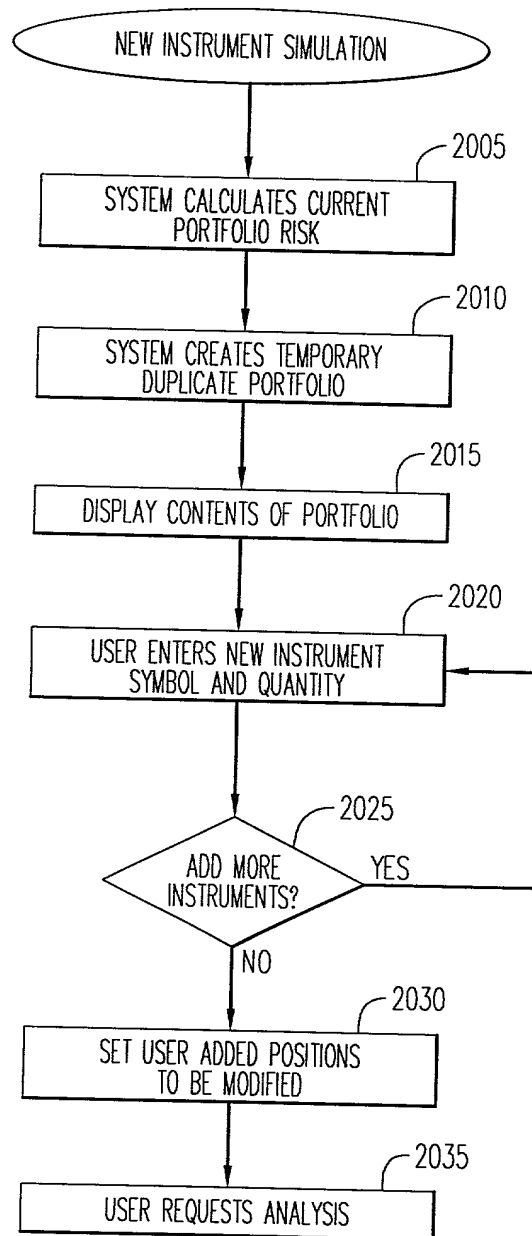 NEW INSTRUMENT SIMULATION
2005
SYSTEM CALCULATES CURRENT
PORTFOLIO RISK
2010
SYSTEM CREATES TEMPORARY
DUPLICATE PORTFOLIO
2015
DISPLAY CONTENTS OF PORTFOLIO
2020
USER ENTERS NEW INSTRUMENT
SYMBOL AND QUANTITY
2025
ADD MORE
INSTRUMENTS?
YES
NO
2030
SET USER ADDED POSITIONS
TO BE MODIFIED
2035
USER REQUESTS ANALYSIS